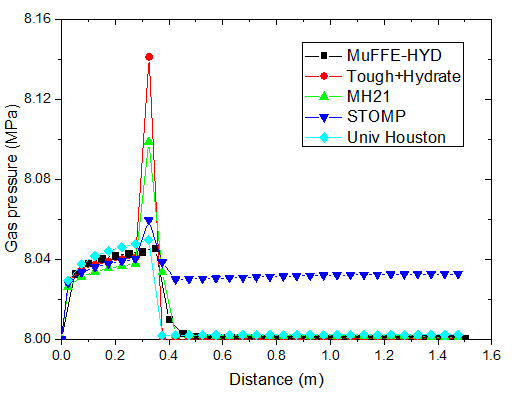 8.16
8.12
8.08
8.04
8.00
Gas pressure (MPa)
MuFFE-HYD
Tough+Hydrate
MH21
STOMP
Univ Houston
0.0 0.2 0.4 0.6 0.8 1.0 1.2 1.4 1.6
Distance (m)